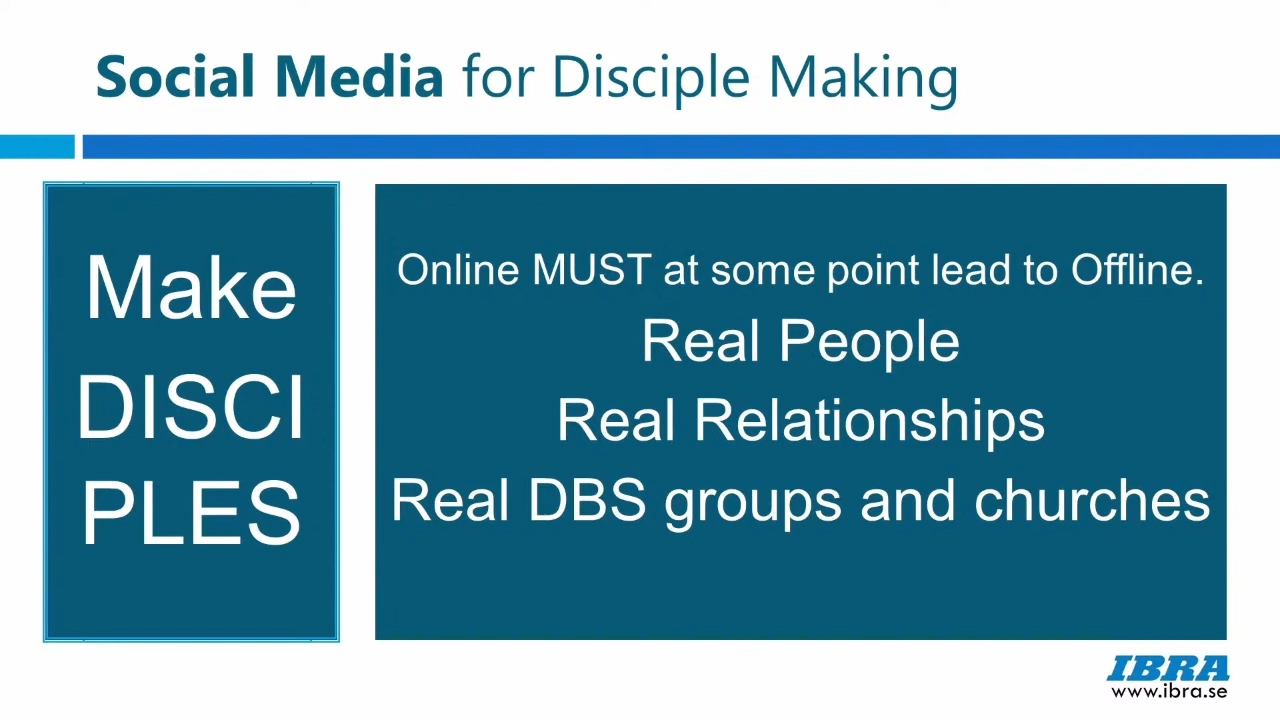 Social Media for Disciple Making
Make
DISCI
PLES
Online MUST at some point lead to Offline.
Real People
Real Relationships
Real DBS groups and churches
IBRA
www.ibra.se